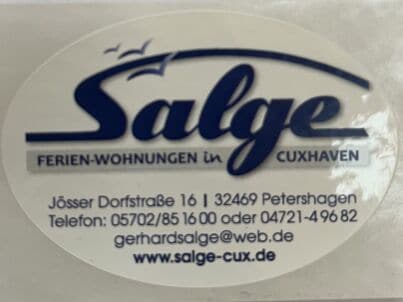 Salge
FERIEN-WOHNUNGEN in CUXHAVEN
Jösser Dorfstraße 16 | 32469 Petershagen
Telefon: 05702/85 16 00 oder 04721-4 96 82
gerhardsalge@web.de
www.salge-cux.de